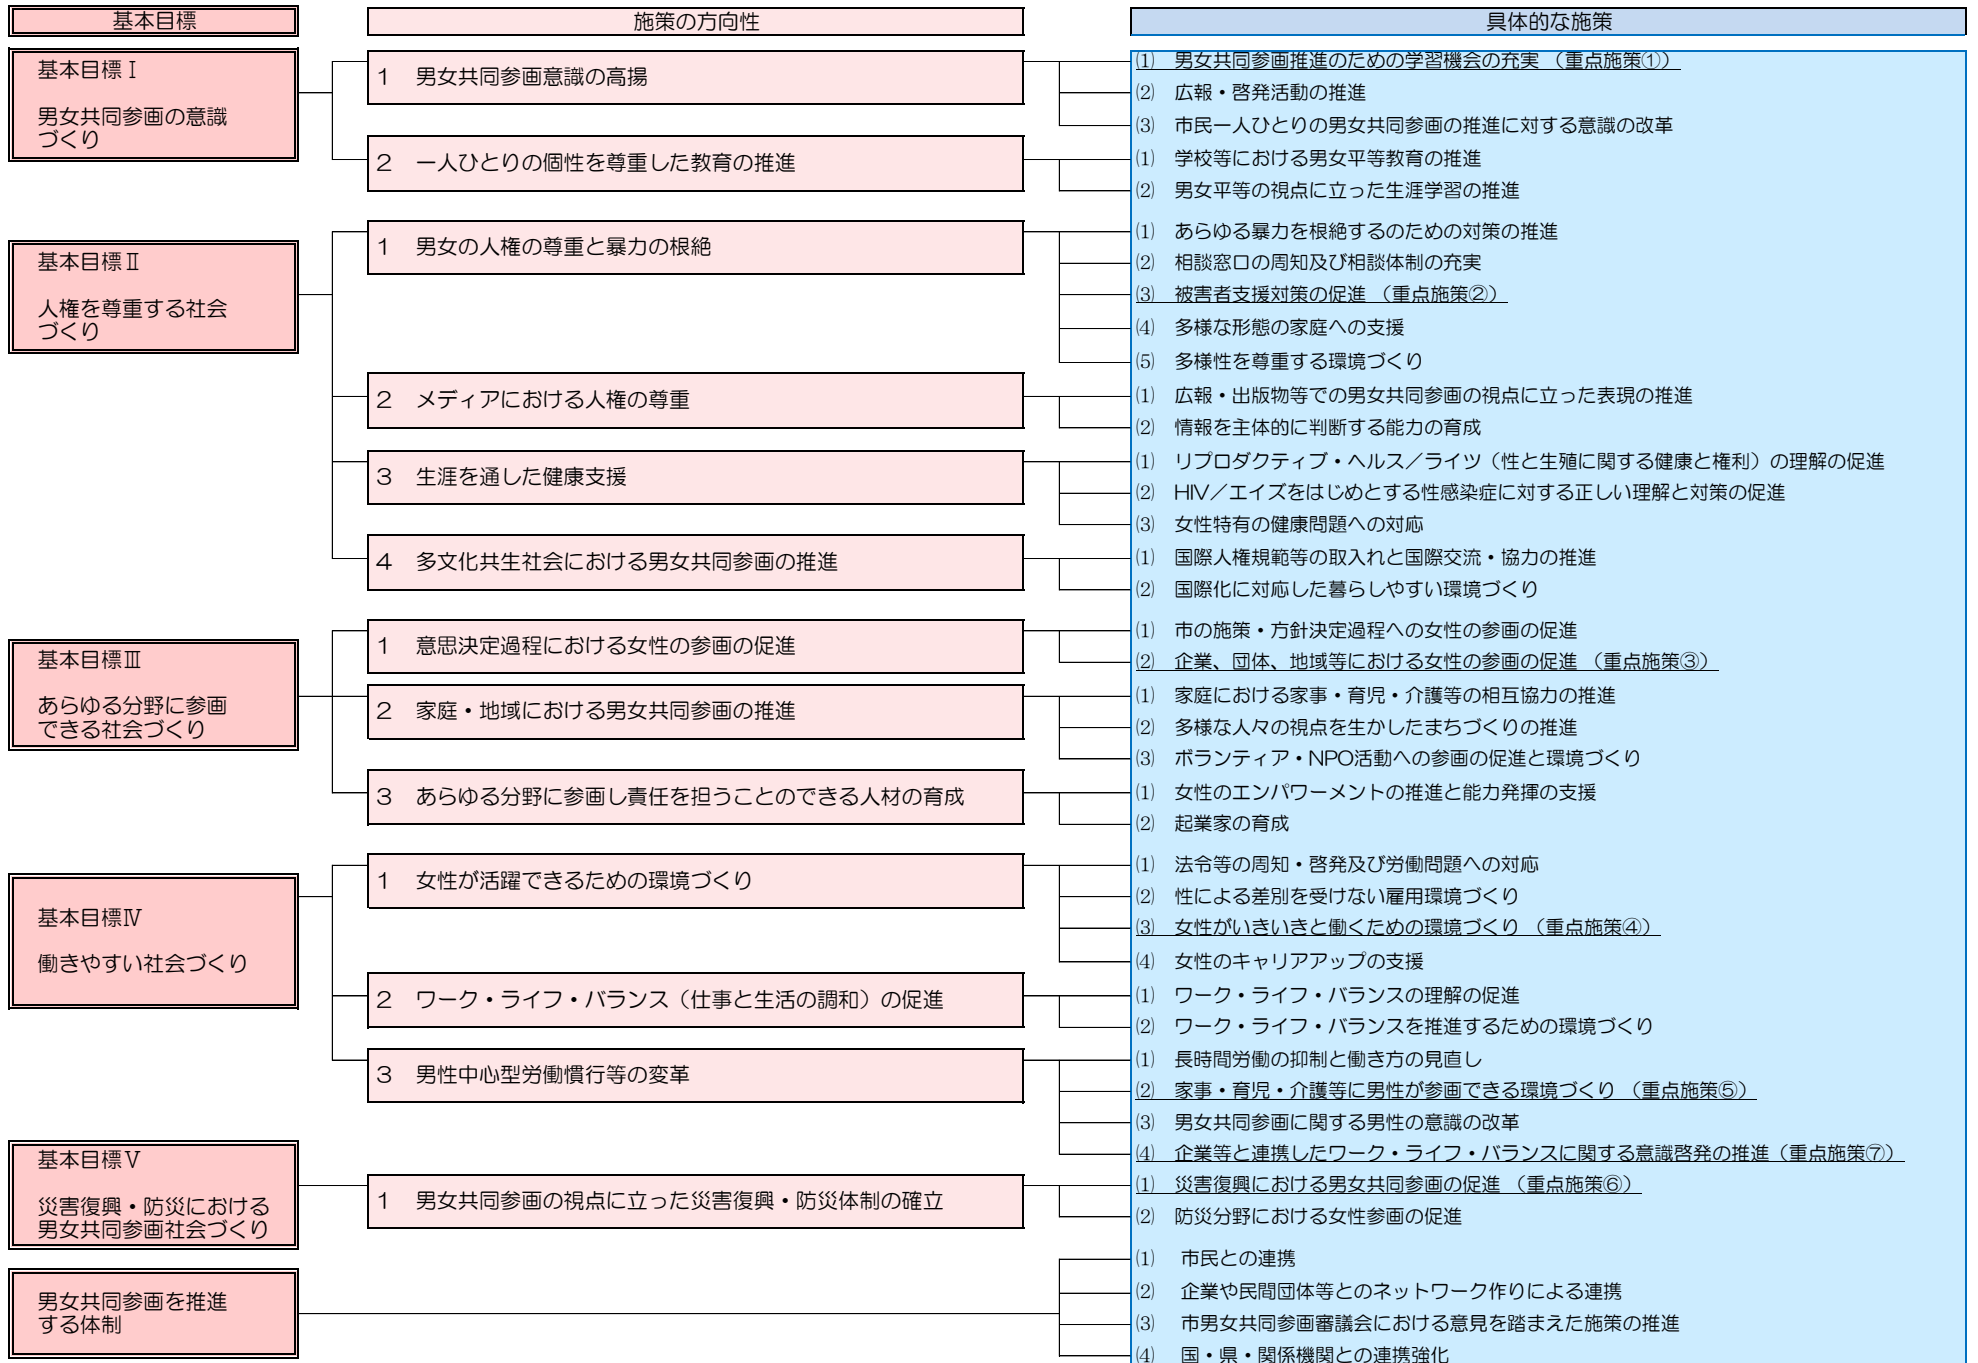 基本目標
施策の方向性
具体的な施策
基本目標Ⅰ
男女共同参画の意識
づくり
1 男女共同参画意識の高揚
⑴ 男女共同参画推進のための学習機会の充実 （重点施策①）
⑵ 広報・啓発活動の推進
⑶ 市民一人ひとりの男女共同参画の推進に対する意識の改革
2 一人ひとりの個性を尊重した教育の推進
⑴ 学校等における男女平等教育の推進
⑵ 男女平等の視点に立った生涯学習の推進
基本目標Ⅱ
人権を尊重する社会
づくり
1 男女の人権の尊重と暴力の根絶
⑴ あらゆる暴力を根絶するのための対策の推進
⑵ 相談窓口の周知及び相談体制の充実
⑶ 被害者支援対策の促進 （重点施策②）
⑷ 多様な形態の家庭への支援
⑸ 多様性を尊重する環境づくり
2 メディアにおける人権の尊重
⑴ 広報・出版物等での男女共同参画の視点に立った表現の推進
⑵ 情報を主体的に判断する能力の育成
3 生涯を通した健康支援
⑴ リプロダクティブ・ヘルス／ライツ（性と生殖に関する健康と権利）の理解の促進
⑵ HIV／エイズをはじめとする性感染症に対する正しい理解と対策の促進
⑶ 女性特有の健康問題への対応
4 多文化共生社会における男女共同参画の推進
⑴ 国際人権規範等の取入れと国際交流・協力の推進
⑵ 国際化に対応した暮らしやすい環境づくり
基本目標Ⅲ
あらゆる分野に参画
できる社会づくり
1 意思決定過程における女性の参画の促進
⑴ 市の施策・方針決定過程への女性の参画の促進
⑵ 企業、団体、地域等における女性の参画の促進 （重点施策③）
2 家庭・地域における男女共同参画の推進
⑴ 家庭における家事・育児・介護等の相互協力の推進
⑵ 多様な人々の視点を生かしたまちづくりの推進
⑶ ボランティア・NPO活動への参画の促進と環境づくり
3 あらゆる分野に参画し責任を担うことのできる人材の育成
⑴ 女性のエンパワーメントの推進と能力発揮の支援
⑵ 起業家の育成
基本目標Ⅳ
働きやすい社会づくり
1 女性が活躍できるための環境づくり
⑴ 法令等の周知・啓発及び労働問題への対応
⑵ 性による差別を受けない雇用環境づくり
⑶ 女性がいきいきと働くための環境づくり （重点施策④）
⑷ 女性のキャリアアップの支援
2 ワーク・ライフ・バランス（仕事と生活の調和）の促進
⑴ ワーク・ライフ・バランスの理解の促進
⑵ ワーク・ライフ・バランスを推進するための環境づくり
3 男性中心型労働慣行等の変革
⑴ 長時間労働の抑制と働き方の見直し
⑵ 家事・育児・介護等に男性が参画できる環境づくり （重点施策⑤）
⑶ 男女共同参画に関する男性の意識の改革
⑷ 企業等と連携したワーク・ライフ・バランスに関する意識啓発の推進（重点施策⑦）
基本目標Ⅴ
災害復興・防災における
男女共同参画社会づくり
1 男女共同参画の視点に立った災害復興・防災体制の確立
⑴ 災害復興における男女共同参画の促進 （重点施策⑥）
⑵ 防災分野における女性参画の促進
男女共同参画を推進
する体制
⑴ 市民との連携
⑵ 企業や民間団体等とのネットワーク作りによる連携
⑶ 市男女共同参画審議会における意見を踏まえた施策の推進
⑷ 国・県・関係機関との連携強化